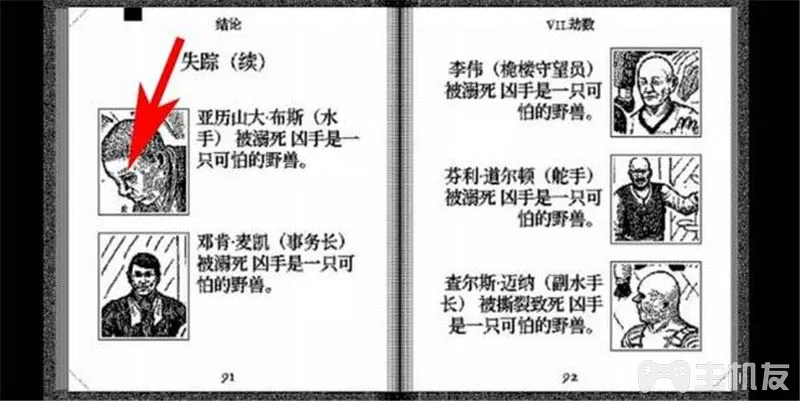 结论
失踪（续）
亚历山大·布斯（水
手） 被溺死 凶手是一
只可怕的野兽。
邓肯·麦凯（事务长）
被溺死 凶手是一只可
怕的野兽。
91
VII.劫数
李伟（桅楼守望员）
被溺死 凶手是一只可
怕的野兽。
芬利·道尔顿（舵手）
被溺死 凶手是一只可
怕的野兽。
查尔斯·迈纳（副水手
长） 被撕裂致死 凶手
是一只可怕的野兽。
92
主机友